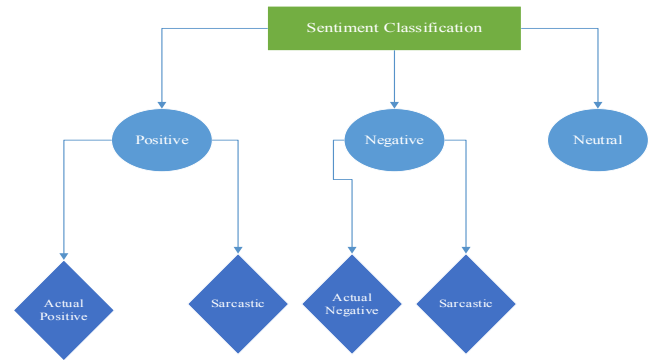 Sentiment Classification
Positive
Negative
Neutral
Actual
Positive
Sarcastic
Actual
Negative
Sarcastic